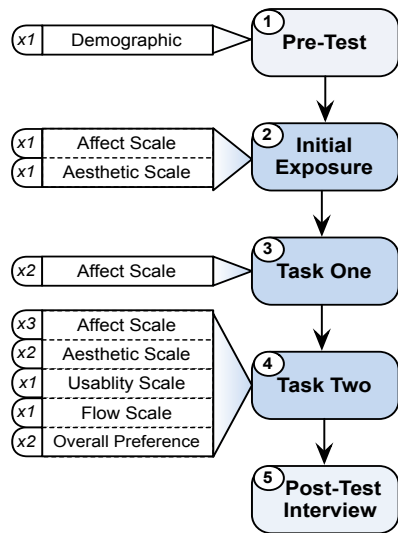 x1 Demographic
1
Pre-Test
x1 Affect Scale
x1 Aesthetic Scale
2
Initial
Exposure
x2 Affect Scale
3
Task One
x3 Affect Scale
x2 Aesthetic Scale
x1 Usablity Scale
x1 Flow Scale
x2 Overall Preference
4
Task Two
5
Post-Test
Interview